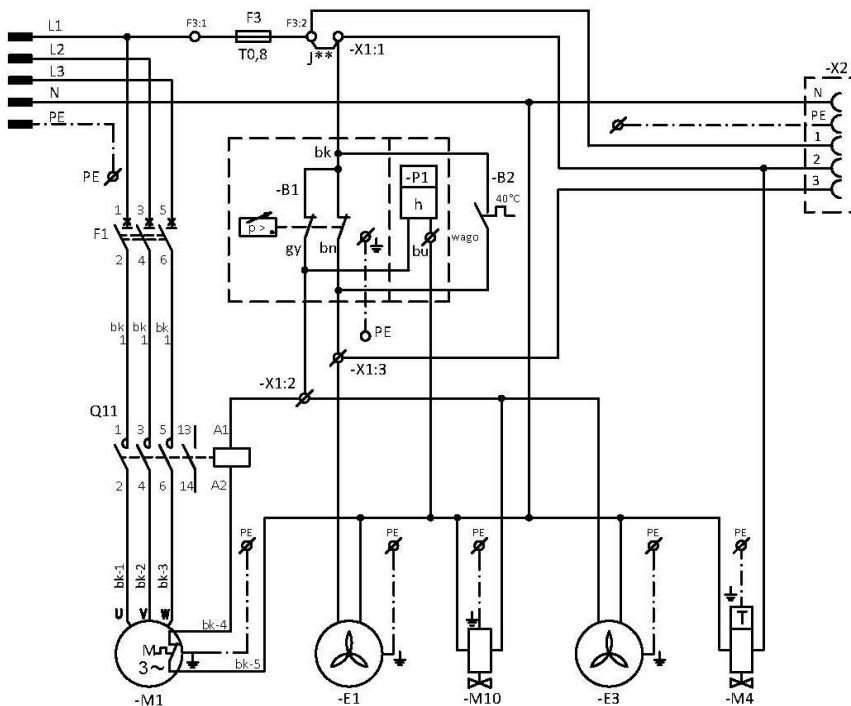 L1
F3:1
F3
F3:2
L2
T0,8
J**
-X1:1
L3
-X2
N
N
PE
PE
1
2
3
PE
bk
-B1
-P1
-B2
h
40°C
p >
wago
gy
bn
bu
PE
1 3 5
F1
2 4 6
bk 1
bk 1
bk 1
-X1:3
-X1:2
Q11
1 3 5 13
A1
2 4 6 14
A2
PE
PE
PE
PE
PE
bk-1
bk-2
bk-3
U V W
bk-4
T
M
3~
bk-5
-M1
-E1
-M10
-E3
-M4